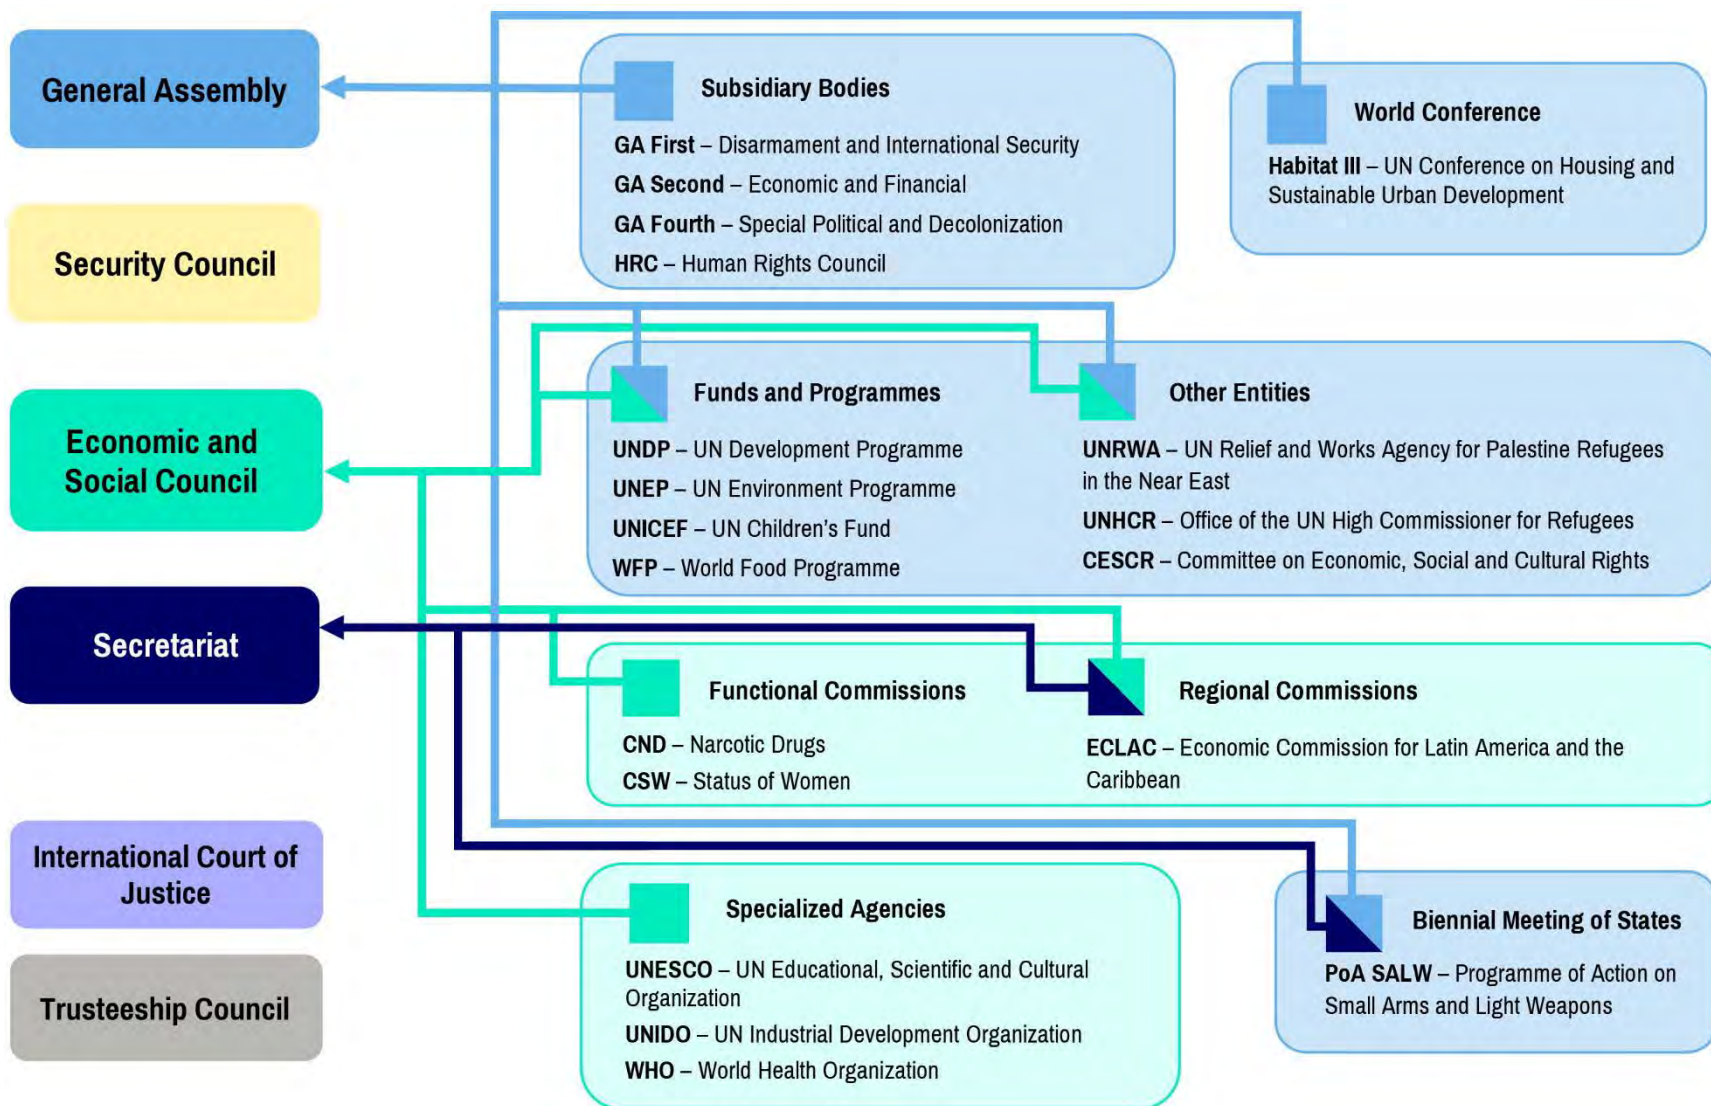 General Assembly
Security Council
Economic and
Social Council
Secretariat
International Court of
Justice
Trusteeship Council
Subsidiary Bodies
GA First – Disarmament and International Security
GA Second – Economic and Financial
GA Fourth – Special Political and Decolonization
HRC – Human Rights Council
World Conference
Habitat III – UN Conference on Housing and
Sustainable Urban Development
Funds and Programmes
UNDP – UN Development Programme
UNEP – UN Environment Programme
UNICEF – UN Children’s Fund
WFP – World Food Programme
Other Entities
UNRWA – UN Relief and Works Agency for Palestine Refugees
in the Near East
UNHCR – Office of the UN High Commissioner for Refugees
CESCR – Committee on Economic, Social and Cultural Rights
Functional Commissions
CND – Narcotic Drugs
CSW – Status of Women
Regional Commissions
ECLAC – Economic Commission for Latin America and the
Caribbean
Specialized Agencies
UNESCO – UN Educational, Scientific and Cultural
Organization
UNIDO – UN Industrial Development Organization
WHO – World Health Organization
Biennial Meeting of States
PoA SALW – Programme of Action on
Small Arms and Light Weapons